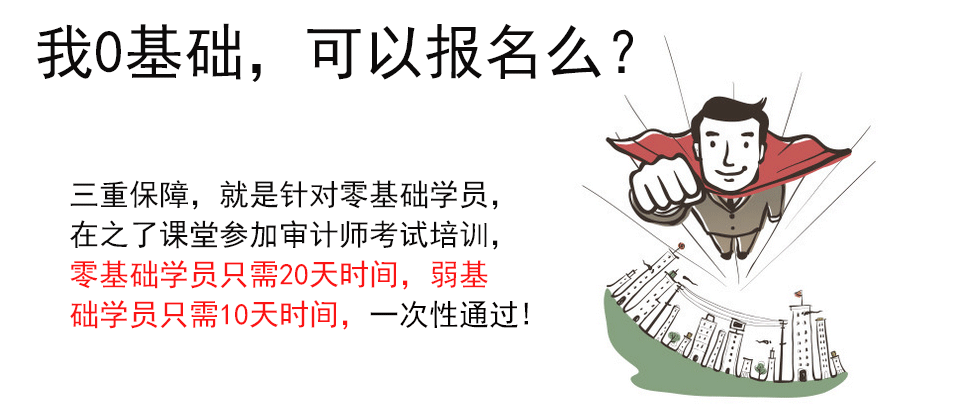 我0基础，可以报名么？
三重保障，就是针对零基础学员，
在之了课堂参加审计师考试培训，
零基础学员只需20天时间，弱基
础学员只需10天时间，一次性通过！